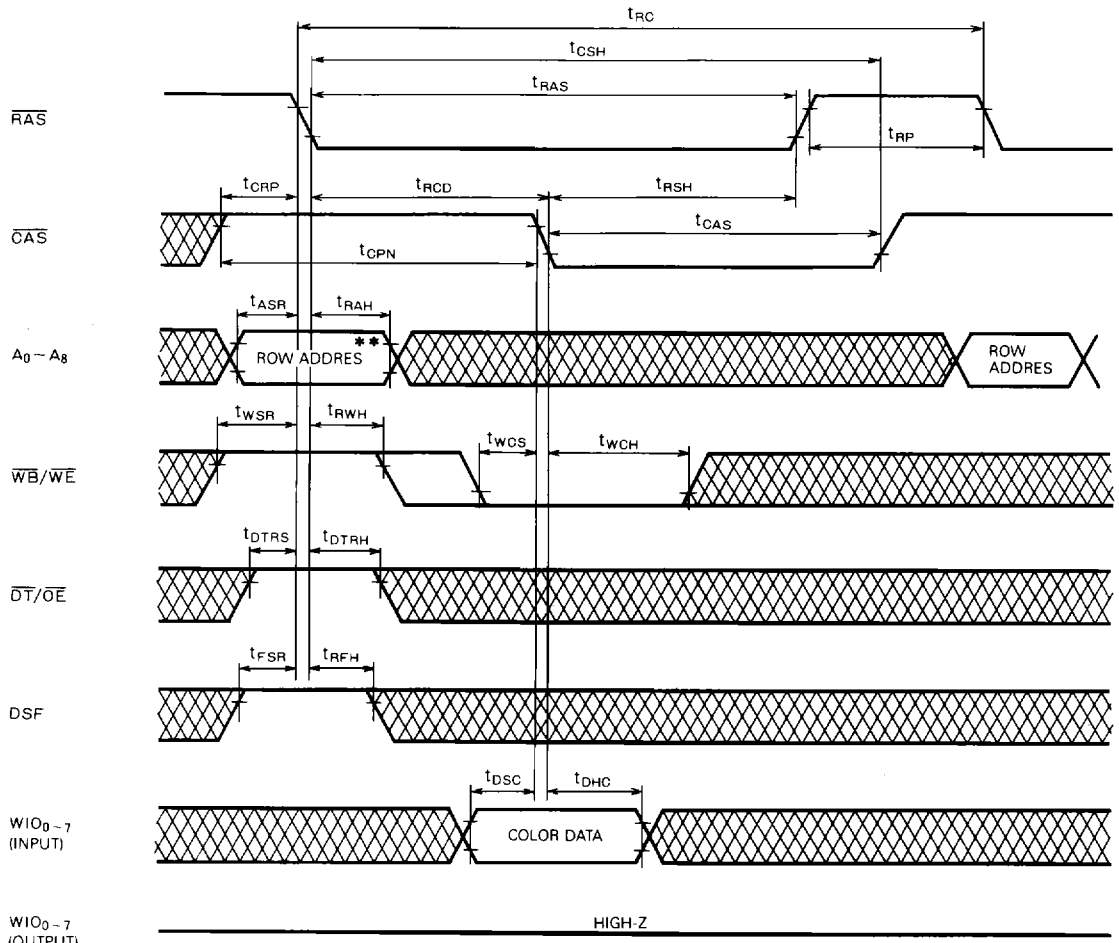 tRC
tCSH
tRAS
RAS
tRP
tCRP
tRCD
tRSH
CAS
tCAS
tCPN
tASR
tRAH
A0 ~ A8
ROW ADDRES
**
ROW
ADDRES
tWSR
tRWH
tWCS
tWCH
WB/WE
tDTRS
tDTRH
DT/OE
tFSR
tRFH
DSF
tDSC
tDHC
WIO0 ~ 7
(INPUT)
COLOR DATA
WIO0 ~ 7
(OUTPUT)
HIGH-Z